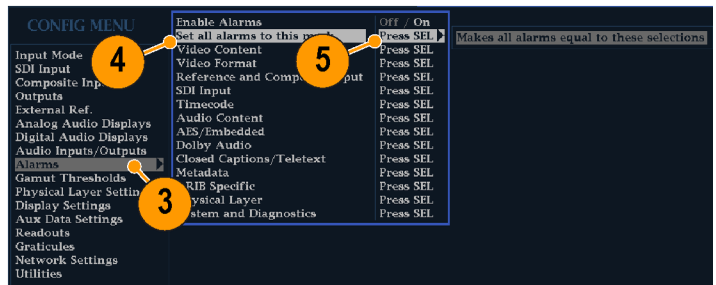 CONFIG MENU
Input Mode
SDI Input
Composite
Outputs
External Ref.
Analog Audio Displays
Digital Audio Displays
Audio Inputs/Outputs
Alarms
Gamut Thresholds
Physical Layer
Display Settings
Aux Data Settings
Readouts
Graticules
Network Settings
Utilities
Enable Alarms Off / On
Set all alarms to this Press SEL
Video Content Press SEL
Video Format Press SEL
Reference and Press SEL
SDI Input Press SEL
Timecode Press SEL
Audio Content Press SEL
AES/Embedded Press SEL
Dolby Audio Press SEL
Closed Captions/Teletext Press SEL
Metadata Press SEL
Specific Press SEL
Layer Press SEL
and Diagnostics Press SEL
Makes all alarms equal to these selections
4
5
3